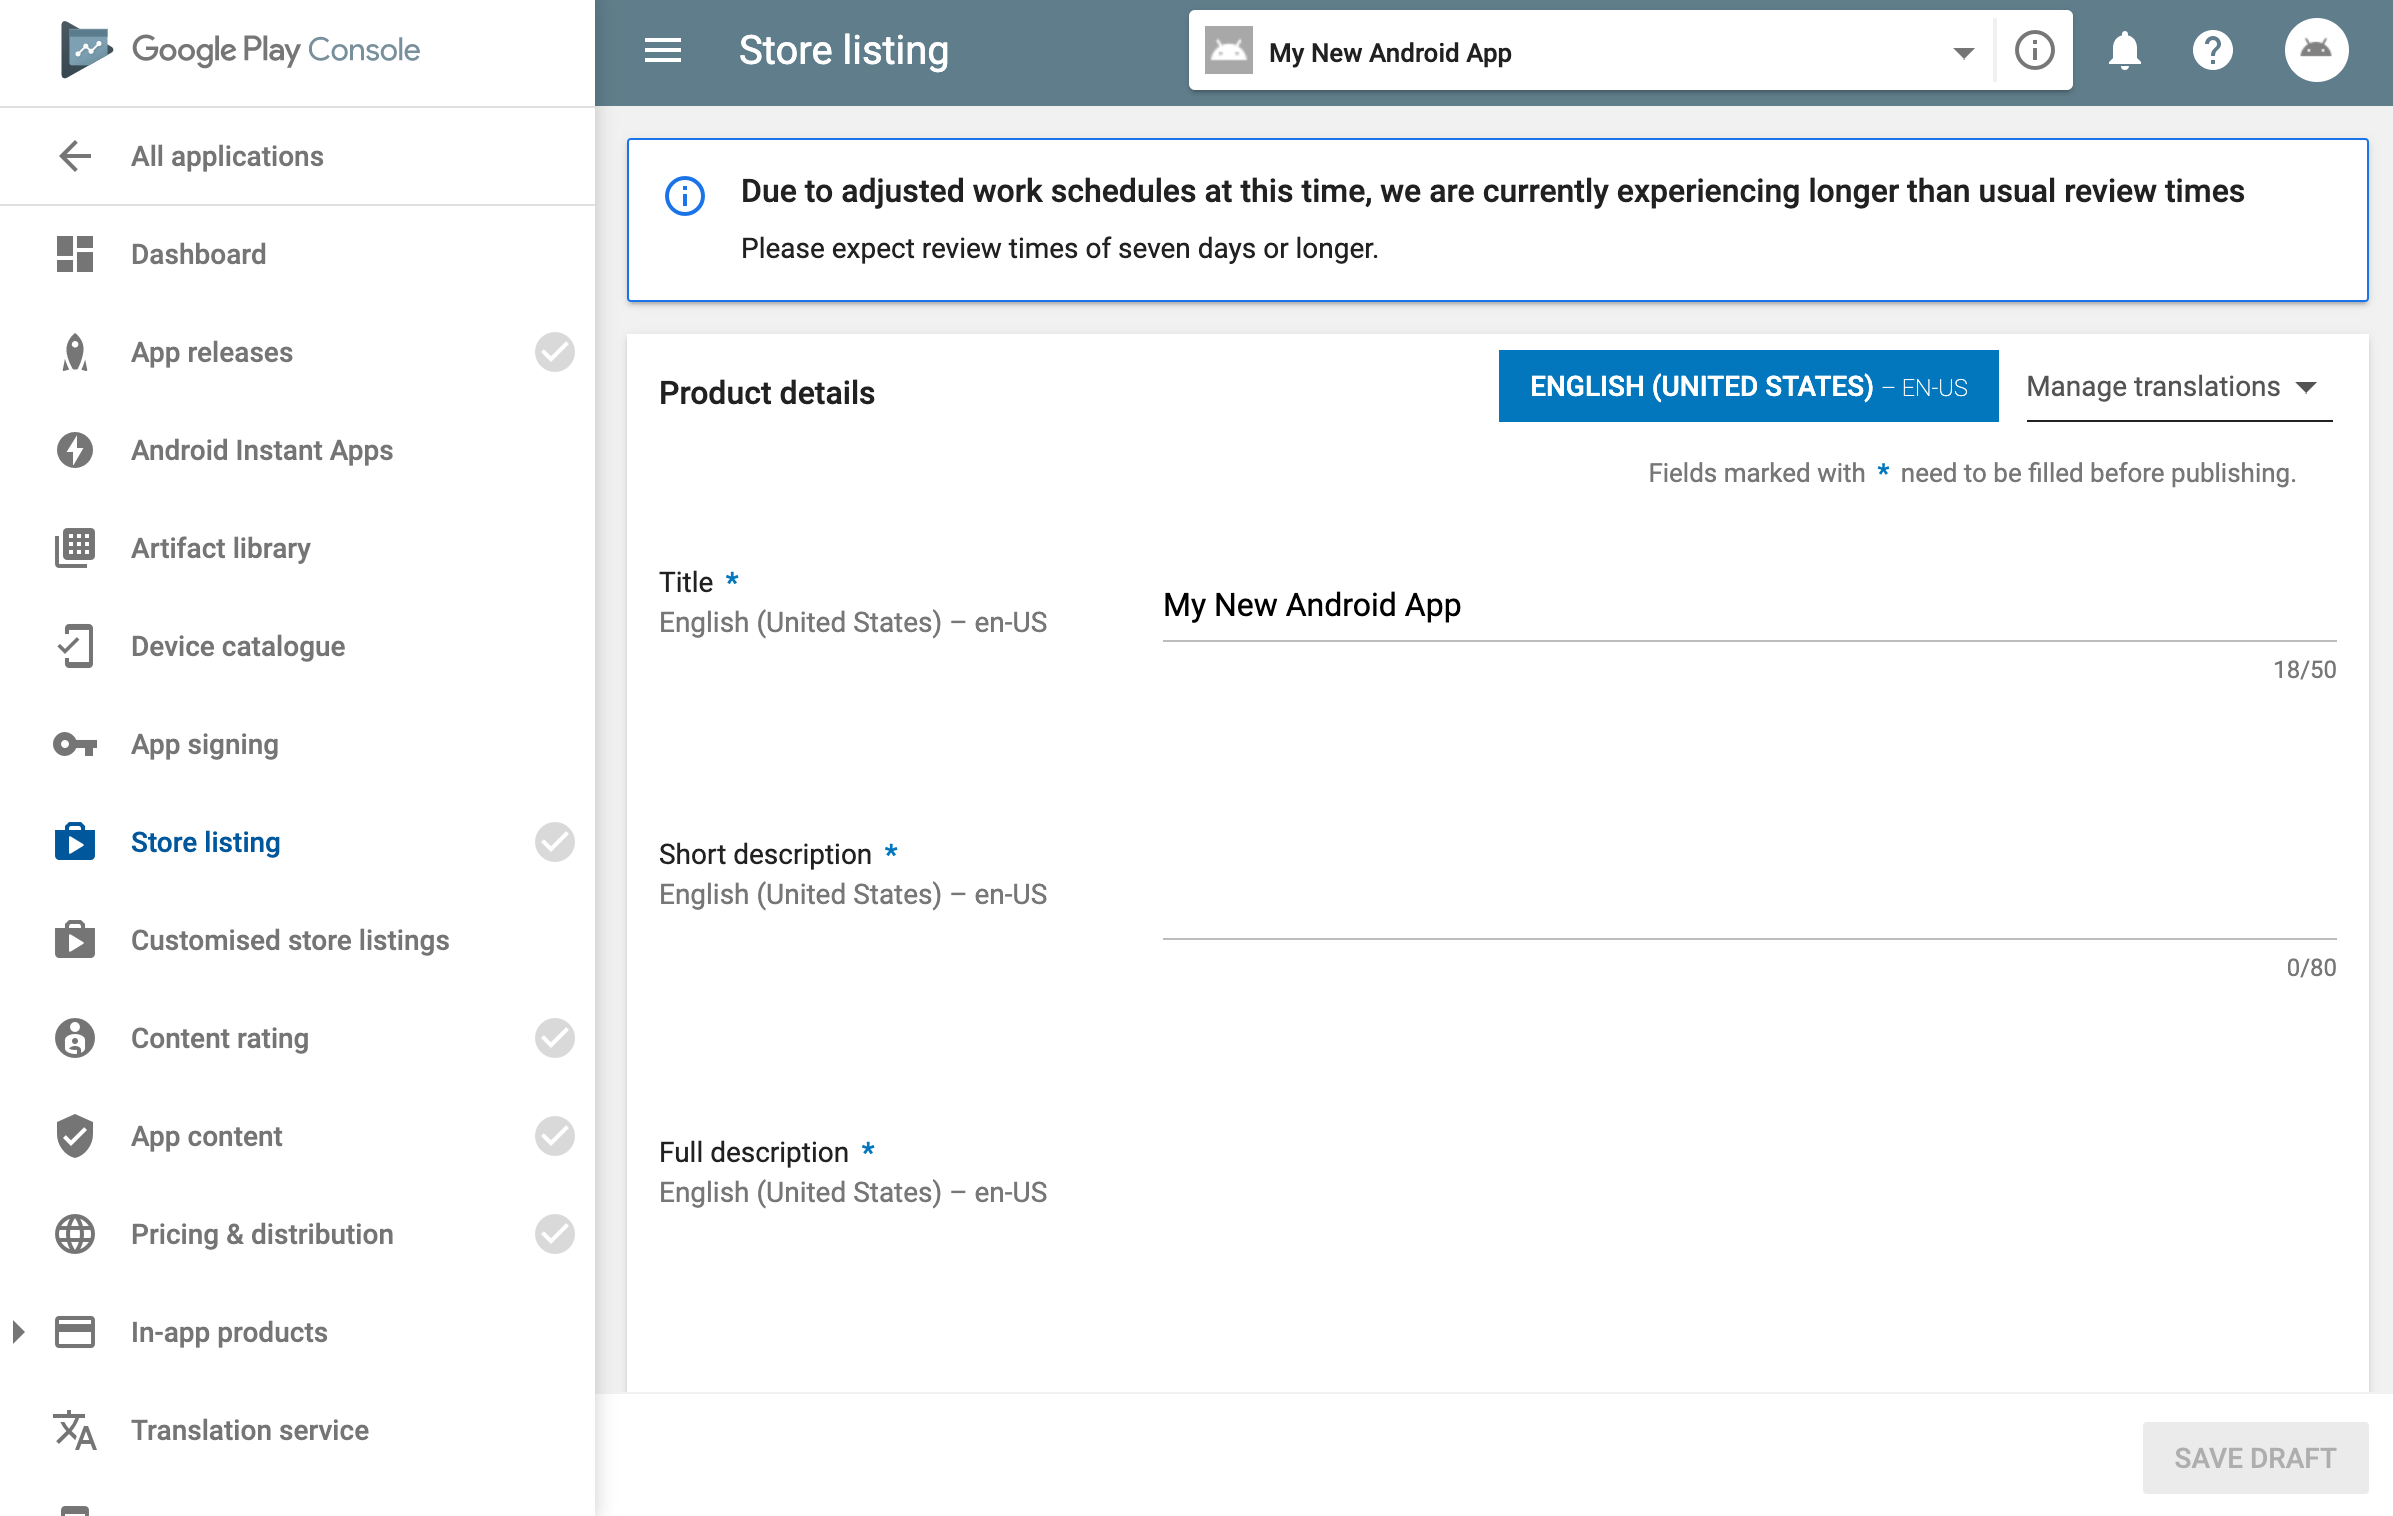 Google Play Console
Store listing
My New Android App
All applications
Dashboard
App releases
Android Instant Apps
Artifact library
Device catalogue
App signing
Store listing
Customised store listings
Content rating
App content
Pricing & distribution
In-app products
Translation service
Due to adjusted work schedules at this time, we are currently experiencing longer than usual review times
Please expect review times of seven days or longer.
Product details
ENGLISH (UNITED STATES) – EN-US
Manage translations
Fields marked with * need to be filled before publishing.
Title *
English (United States) – en-US
My New Android App
18/50
Short description *
English (United States) – en-US
0/80
Full description *
English (United States) – en-US
SAVE DRAFT